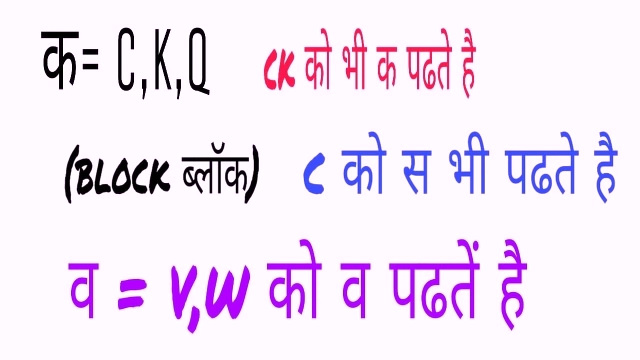 क= C,K,Q CK को भी क पढते है
(BLOCK ब्लॉक) C को स भी पढते है
व = V,W को व पढतें है